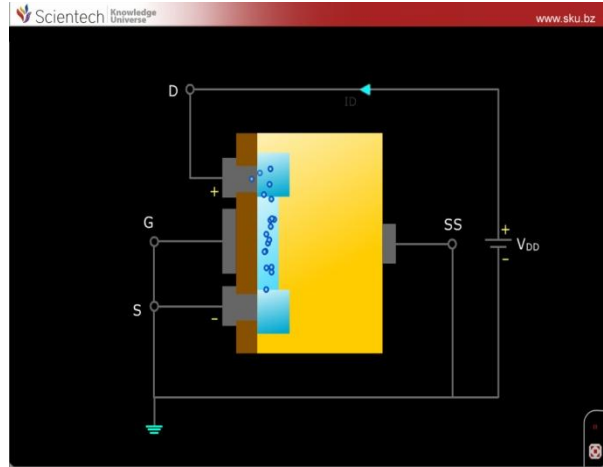 Scientech Knowledge Universe
www.sku.bz
D
ID
+
G
SS
+
VDD
-
S
-